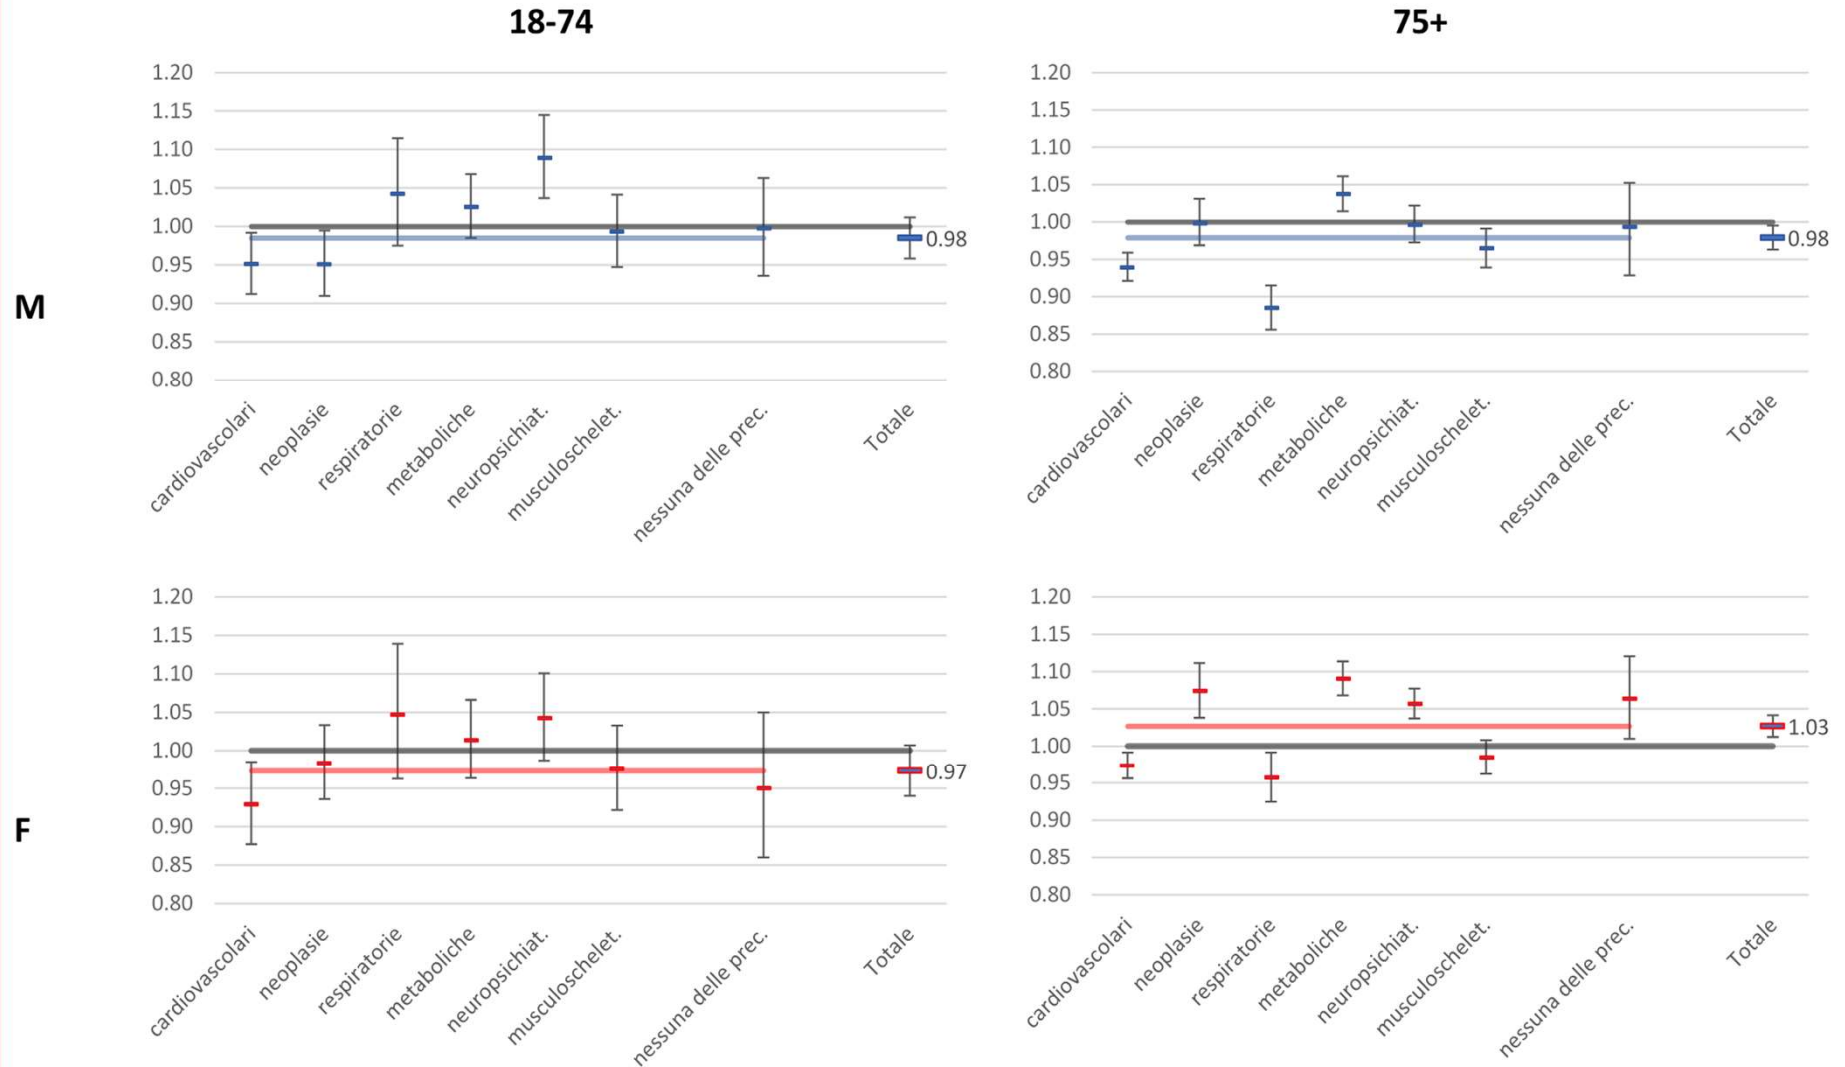 18-74
75+
M
1.20
1.15
1.10
1.05
1.00
0.95
0.90
0.85
0.80
0.98
cardiovascolari
neoplasie
respiratorie
metaboliche
neuropsichiat.
musculoschelet.
nessuna delle prec.
Totale
1.20
1.15
1.10
1.05
1.00
0.95
0.90
0.85
0.80
0.98
cardiovascolari
neoplasie
respiratorie
metaboliche
neuropsichiat.
musculoschelet.
nessuna delle prec.
Totale
F
1.20
1.15
1.10
1.05
1.00
0.95
0.90
0.85
0.80
0.97
cardiovascolari
neoplasie
respiratorie
metaboliche
neuropsichiat.
musculoschelet.
nessuna delle prec.
Totale
1.20
1.15
1.10
1.05
1.00
0.95
0.90
0.85
0.80
1.03
cardiovascolari
neoplasie
respiratorie
metaboliche
neuropsichiat.
musculoschelet.
nessuna delle prec.
Totale